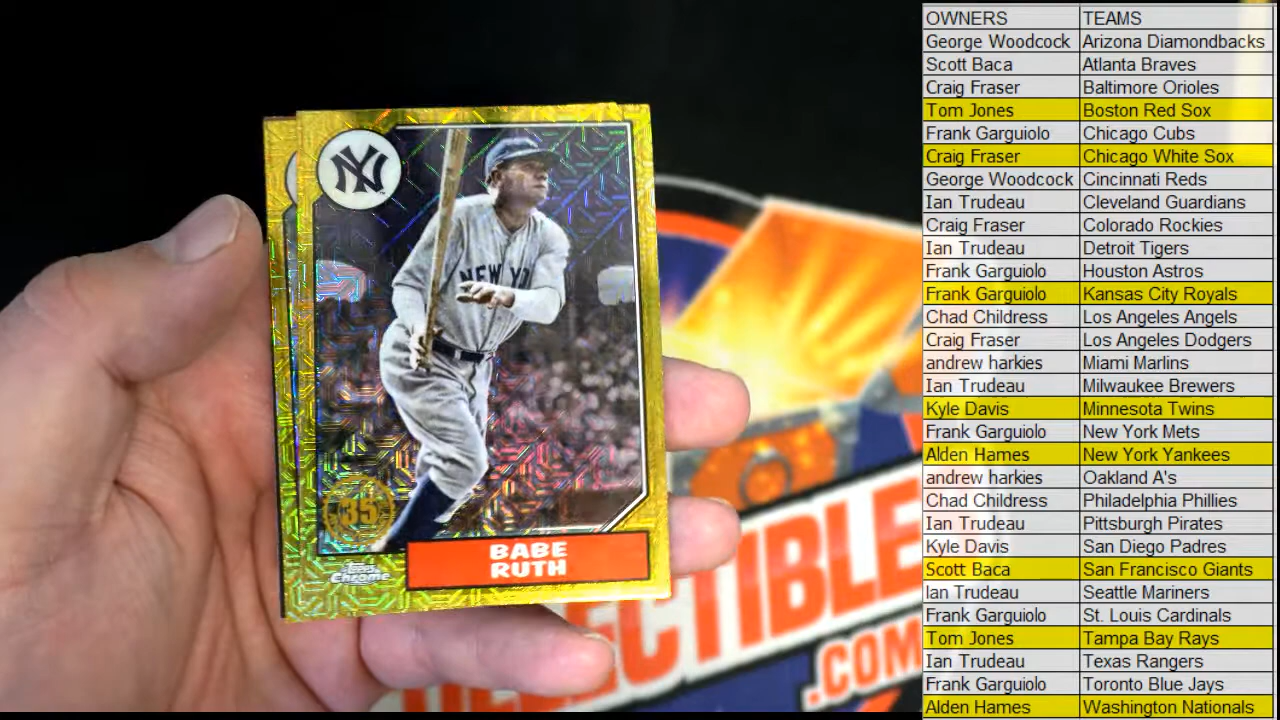 NY
NEW YO
35
Topps
Chrome
BABE
RUTH
ECTIBLE
.COM
OWNERS TEAMS
George Woodcock Arizona Diamondbacks
Scott Baca Atlanta Braves
Craig Fraser Baltimore Orioles
Tom Jones Boston Red Sox
Frank Garguiolo Chicago Cubs
Craig Fraser Chicago White Sox
George Woodcock Cincinnati Reds
Ian Trudeau Cleveland Guardians
Craig Fraser Colorado Rockies
Ian Trudeau Detroit Tigers
Frank Garguiolo Houston Astros
Frank Garguiolo Kansas City Royals
Chad Childress Los Angeles Angels
Craig Fraser Los Angeles Dodgers
andrew harkies Miami Marlins
Ian Trudeau Milwaukee Brewers
Kyle Davis Minnesota Twins
Frank Garguiolo New York Mets
Alden Hames New York Yankees
andrew harkies Oakland A's
Chad Childress Philadelphia Phillies
Ian Trudeau Pittsburgh Pirates
Kyle Davis San Diego Padres
Scott Baca San Francisco Giants
Ian Trudeau Seattle Mariners
Frank Garguiolo St. Louis Cardinals
Tom Jones Tampa Bay Rays
Ian Trudeau Texas Rangers
Frank Garguiolo Toronto Blue Jays
Alden Hames Washington Nationals